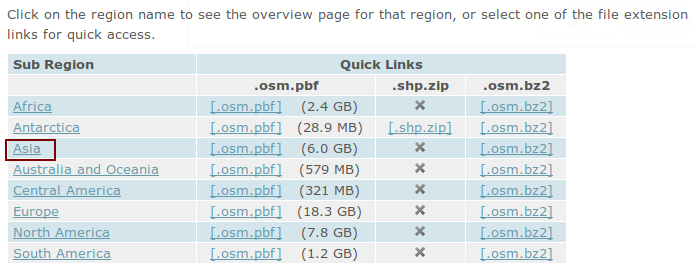 Click on the region name to see the overview page for that region, or select one of the file extension
links for quick access.
Sub Region Quick Links
.osm.pbf .shp.zip .osm.bz2
Africa [.osm.pbf] (2.4 GB) ✖ [.osm.bz2]
Antarctica [.osm.pbf] (28.9 MB) [.shp.zip] [.osm.bz2]
Asia [.osm.pbf] (6.0 GB) ✖ [.osm.bz2]
Australia and Oceania [.osm.pbf] (579 MB) ✖ [.osm.bz2]
Central America [.osm.pbf] (321 MB) ✖ [.osm.bz2]
Europe [.osm.pbf] (18.3 GB) ✖ [.osm.bz2]
North America [.osm.pbf] (7.8 GB) ✖ [.osm.bz2]
South America [.osm.pbf] (1.2 GB) ✖ [.osm.bz2]